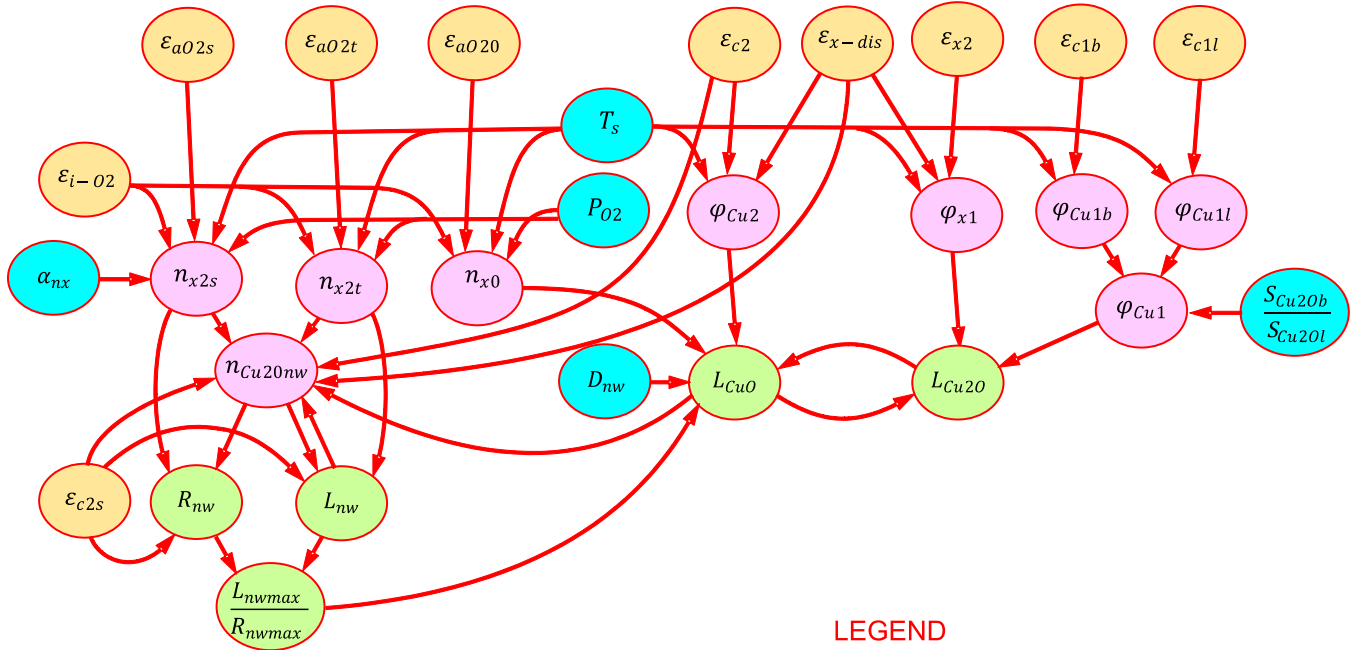 ε_{aO2s} ε_{aO2t} ε_{aO20} ε_{c2} ε_{x−dis} ε_{x2} ε_{c1b} ε_{c1l}
T_s
ε_{i−O2} P_{O2} φ_{Cu2} φ_{x1} φ_{Cu1b} φ_{Cu1l}
α_{nx} n_{x2s} n_{x2t} n_{x0}
φ_{Cu1} S_{Cu2Ob}
S_{Cu2Ol}
n_{Cu20nw} D_{nw} L_{CuO} L_{Cu2O}
ε_{c2s} R_{nw} L_{nw}
L_{nwmax}
R_{nwmax}
LEGEND